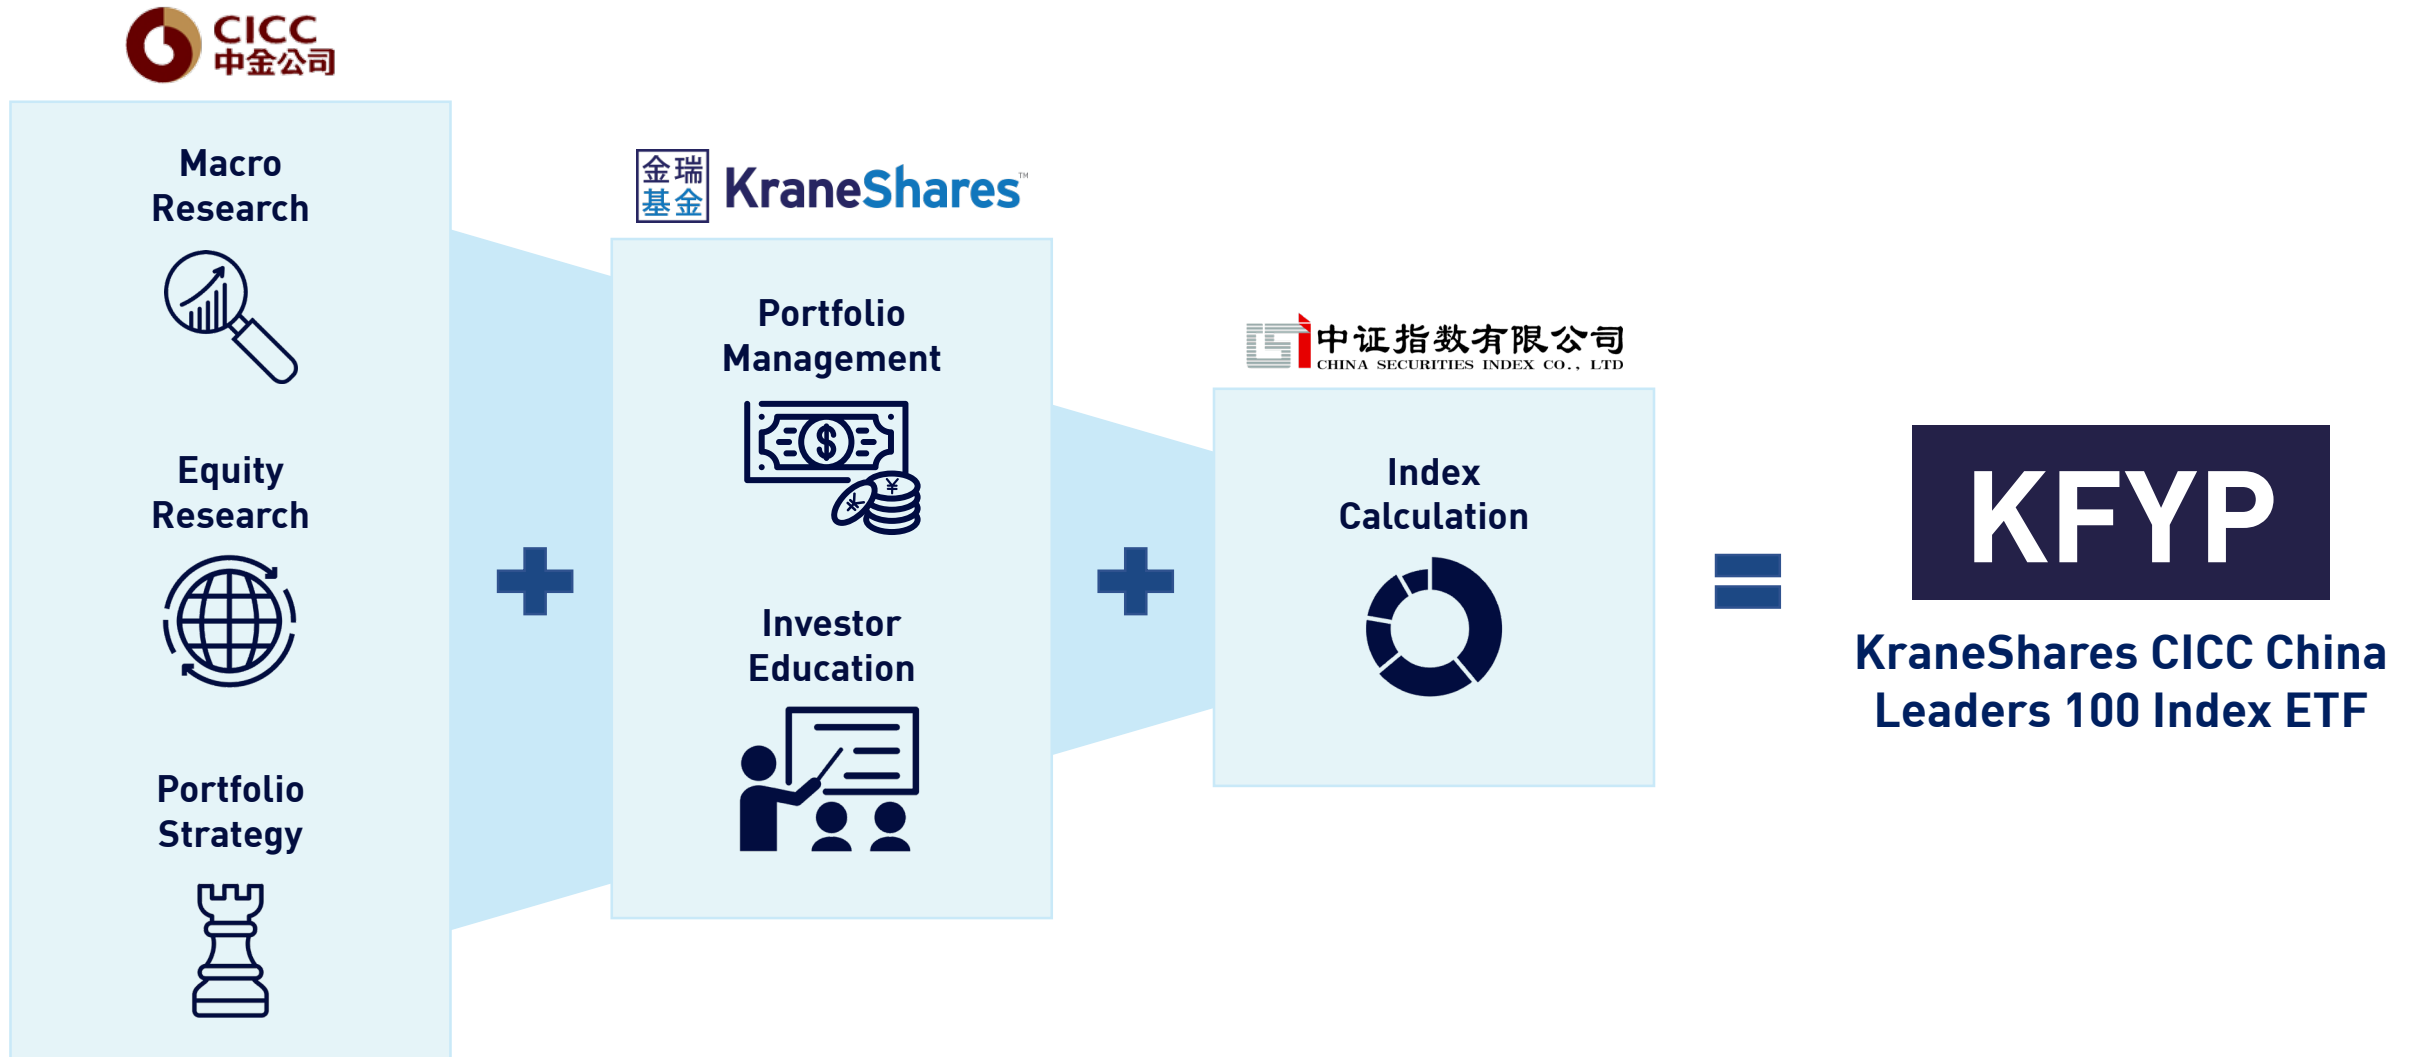 CICC
中金公司
Macro
Research
Equity
Research
Portfolio
Strategy
金瑞
基金
KraneShares™
Portfolio
Management
$
¥
¥
Investor
Education
中证指数有限公司
CHINA SECURITIES INDEX CO., LTD
Index
Calculation
KFYP
KraneShares CICC China
Leaders 100 Index ETF